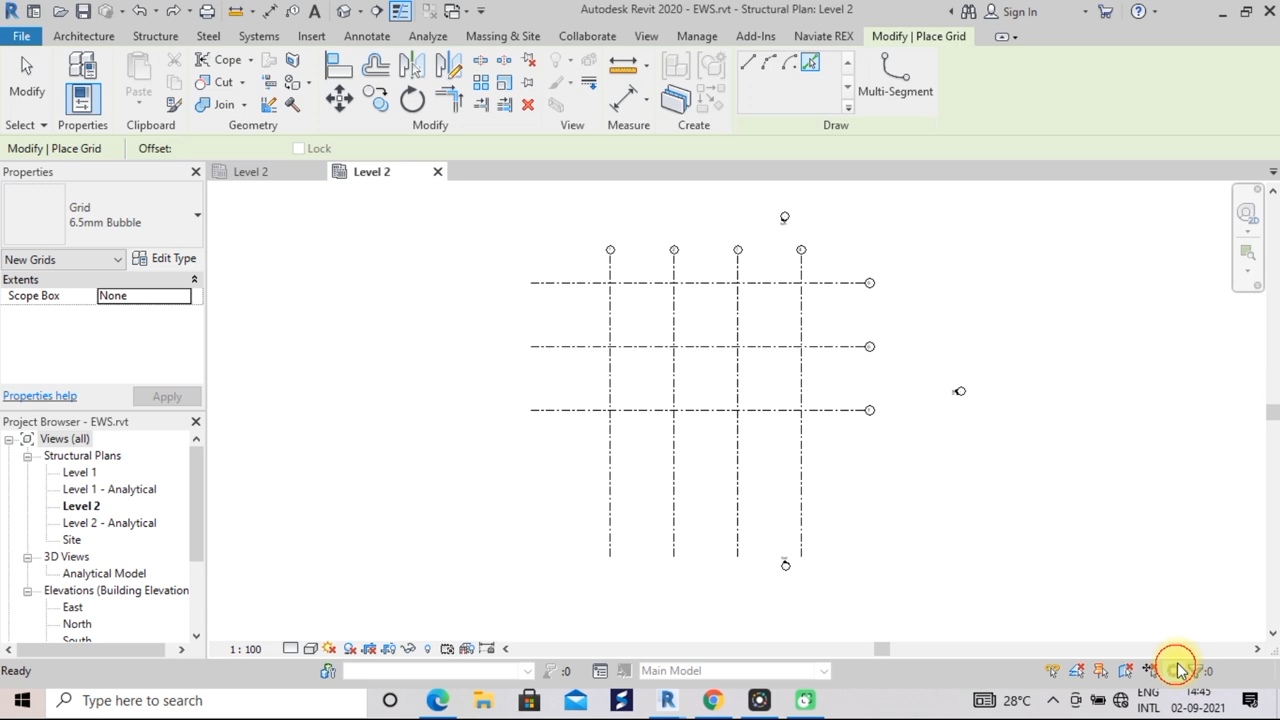 Autodesk Revit 2020 - EWS.rvt - Structural Plan: Level 2
Sign In
File Architecture Structure Steel Systems Insert Annotate Analyze Massing & Site Collaborate View Manage Add-Ins Naviate REX Modify | Place Grid
Modify Paste Cope Cut Join Multi-Segment
Select Properties Clipboard Geometry Modify View Measure Create Draw
Modify | Place Grid Offset: Lock
Properties
Level 2 Level 2
Grid
6.5mm Bubble
New Grids Edit Type
Extents
Scope Box None
Properties help Apply
Project Browser - EWS.rvt
Views (all)
Structural Plans
Level 1
Level 1 - Analytical
Level 2
Level 2 - Analytical
Site
3D Views
Analytical Model
Elevations (Building Elevation
East
North
South
1 : 100
Ready :0 Main Model :0
Type here to search
28°C
ENG
INTL
14:45
02-09-2021